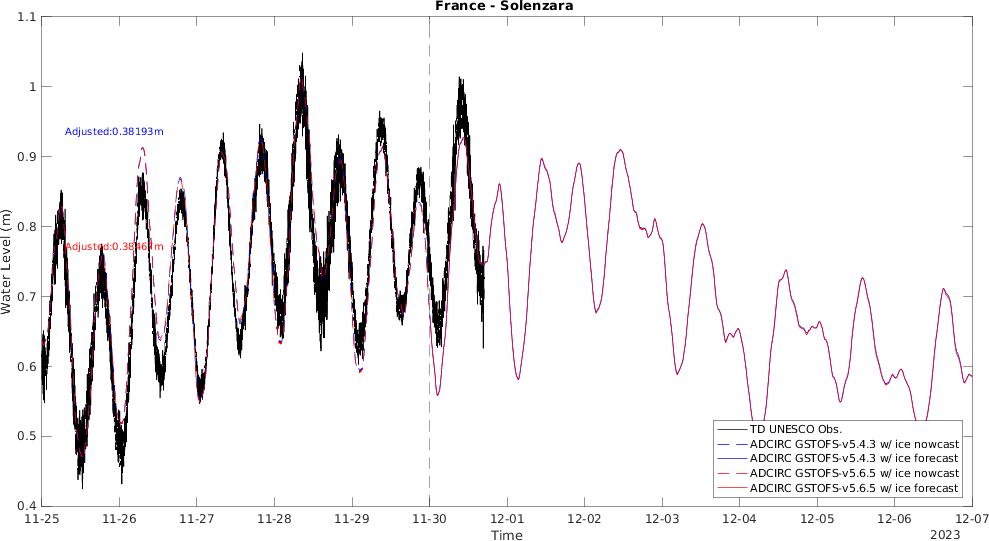 France - Solenzara
1.1
1
0.9
0.8
0.7
0.6
0.5
0.4
Water Level (m)
Adjusted:0.38193m
11-25
11-26
11-27
11-28
11-29
11-30
12-01
12-02
12-03
12-04
12-05
12-06
12-07
Time
2023
TD UNESCO Obs.
ADCIRC GSTOFS-v5.4.3 w/ ice nowcast
ADCIRC GSTOFS-v5.4.3 w/ ice forecast
ADCIRC GSTOFS-v5.6.5 w/ ice nowcast
ADCIRC GSTOFS-v5.6.5 w/ ice forecast